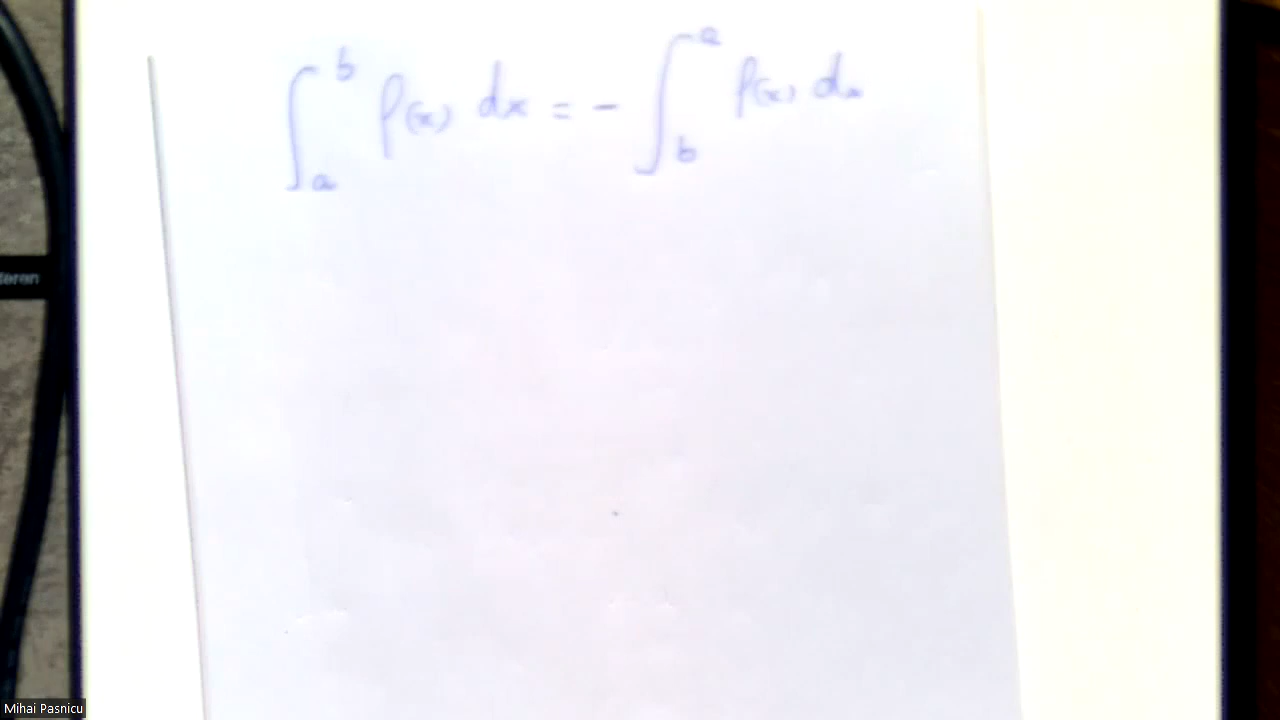 ∫_a^b f(x) dx = - ∫_b^a f(x) dx
Mihai Pasnicu